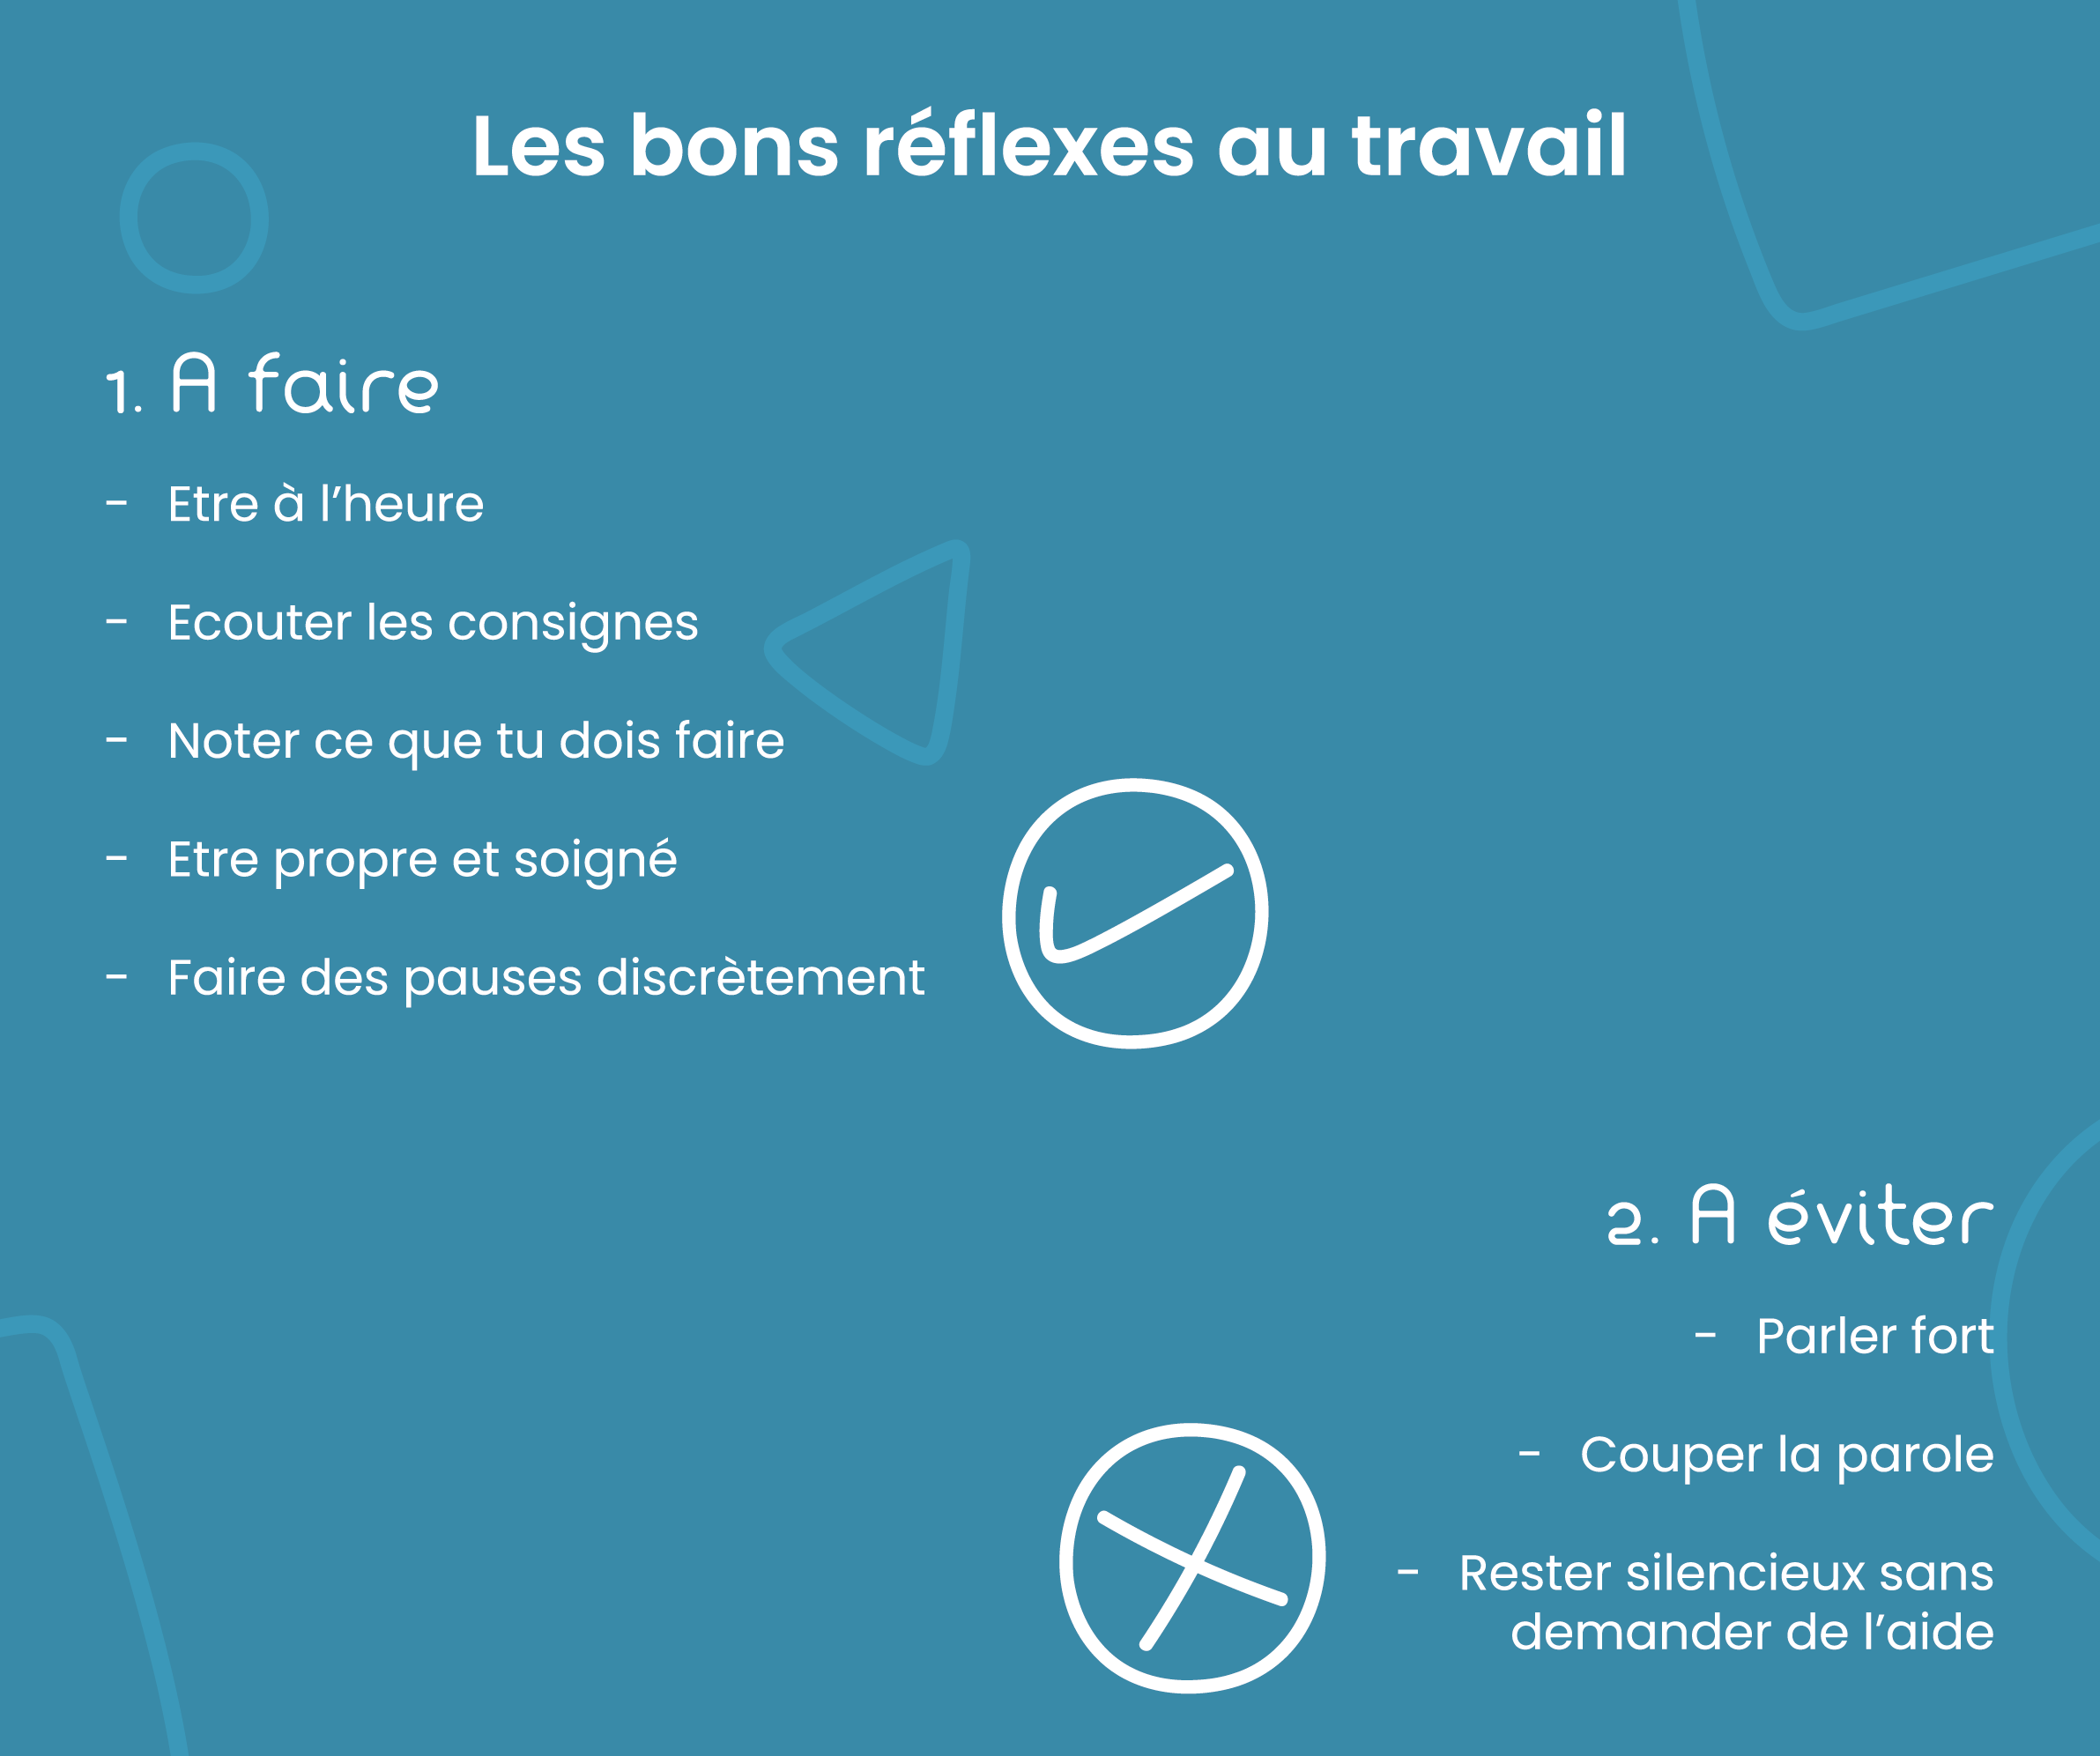 Les bons réflexes au travail
1. A faire
- Etre à l’heure
- Ecouter les consignes
- Noter ce que tu dois faire
- Etre propre et soigné
- Faire des pauses discrètement
2. A éviter
- Parler fort
- Couper la parole
- Rester silencieux sans
demander de l’aide